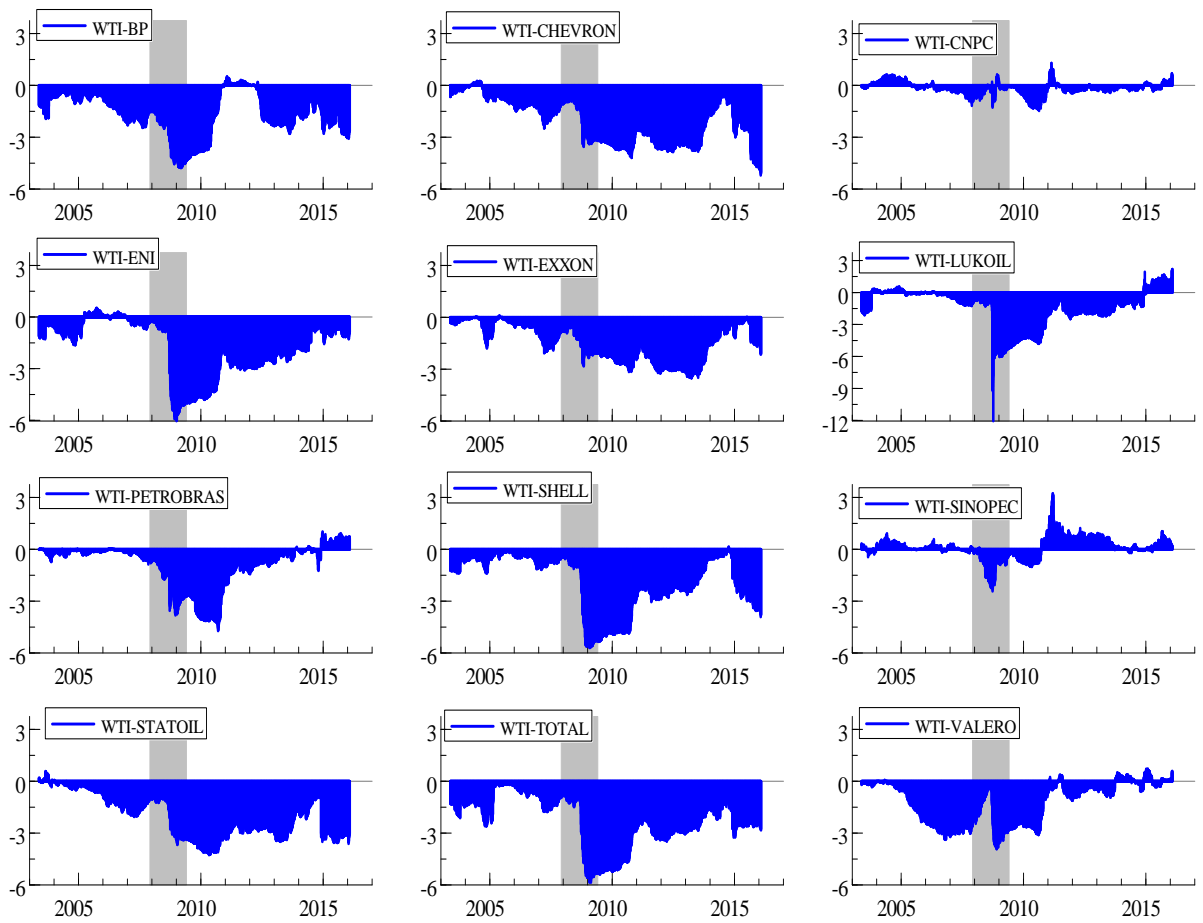 WTI-BP
3
0
-3
-6
2005 2010 2015
WTI-CHEVRON
3
0
-3
-6
2005 2010 2015
WTI-CNPC
3
0
-3
-6
2005 2010 2015
WTI-ENI
3
0
-3
-6
2005 2010 2015
WTI-EXXON
3
0
-3
-6
2005 2010 2015
WTI-LUKOIL
3
0
-3
-6
-9
-12
2005 2010 2015
WTI-PETROBRAS
3
0
-3
-6
2005 2010 2015
WTI-SHELL
3
0
-3
-6
2005 2010 2015
WTI-SINOPEC
3
0
-3
-6
2005 2010 2015
WTI-STATOIL
3
0
-3
-6
2005 2010 2015
WTI-TOTAL
3
0
-3
-6
2005 2010 2015
WTI-VALERO
3
0
-3
-6
2005 2010 2015